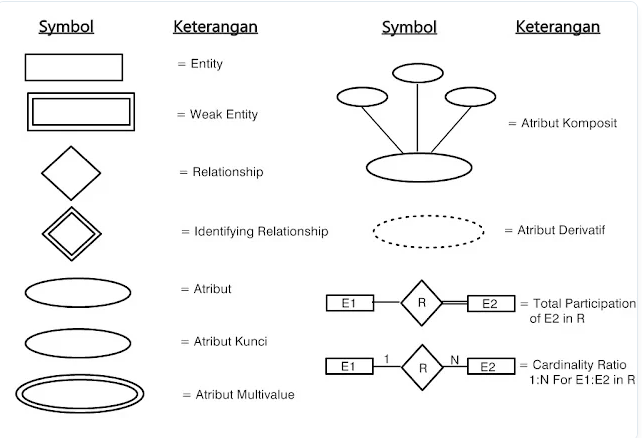 Symbol Keterangan
= Entity
= Weak Entity
= Relationship
= Identifying Relationship
= Atribut
= Atribut Kunci
= Atribut Multivalue
Symbol Keterangan
= Atribut Komposit
= Atribut Derivatif
E1 R E2 = Total Participation
of E2 in R
E1 1 R N E2 = Cardinality Ratio
1:N For E1:E2 in R